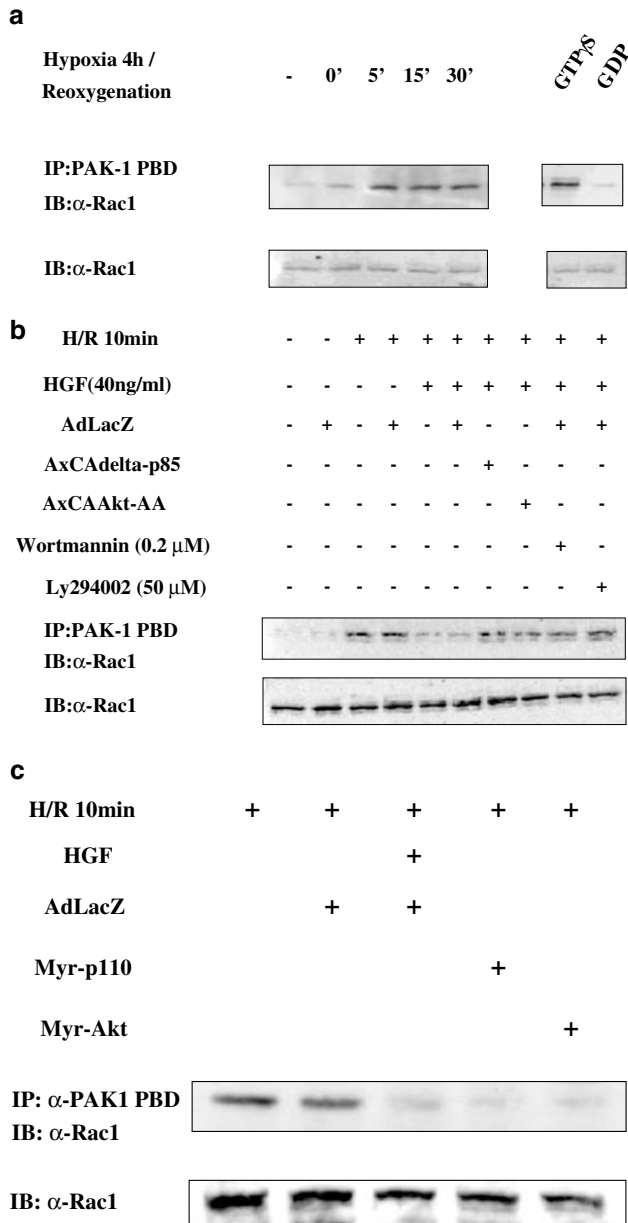 a
Hypoxia 4h /
Reoxygenation
- 0’ 5’ 15’ 30’ GTPγS GDP
IP:PAK-1 PBD
IB:α-Rac1
IB:α-Rac1
b
H/R 10min - - + + + + + + + +
HGF(40ng/ml) - - - - + + + + + +
AdLacZ - + - + - + - - + +
AxCAdelta-p85 - - - - - - + - - -
AxCAAkt-AA - - - - - - - + - -
Wortmannin (0.2 μM) - - - - - - - - + -
Ly294002 (50 μM) - - - - - - - - - +
IP:PAK-1 PBD
IB:α-Rac1
IB:α-Rac1
c
H/R 10min + + + + +
HGF +
AdLacZ + +
Myr-p110 +
Myr-Akt +
IP: α-PAK1 PBD
IB: α-Rac1
IB: α-Rac1